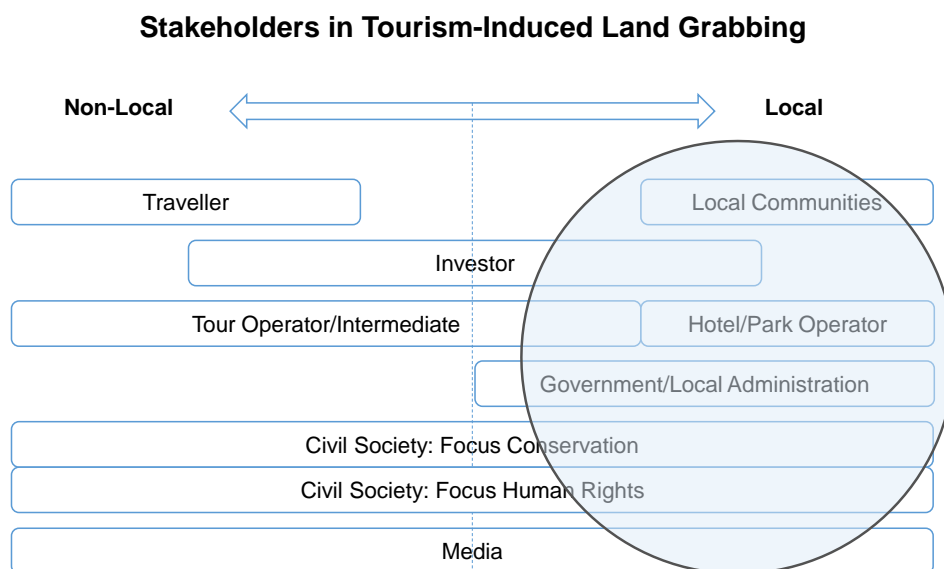 Stakeholders in Tourism-Induced Land Grabbing
Non-Local
Local
Traveller
Local Communities
Investor
Tour Operator/Intermediate
Hotel/Park Operator
Government/Local Administration
Civil Society: Focus Conservation
Civil Society: Focus Human Rights
Media